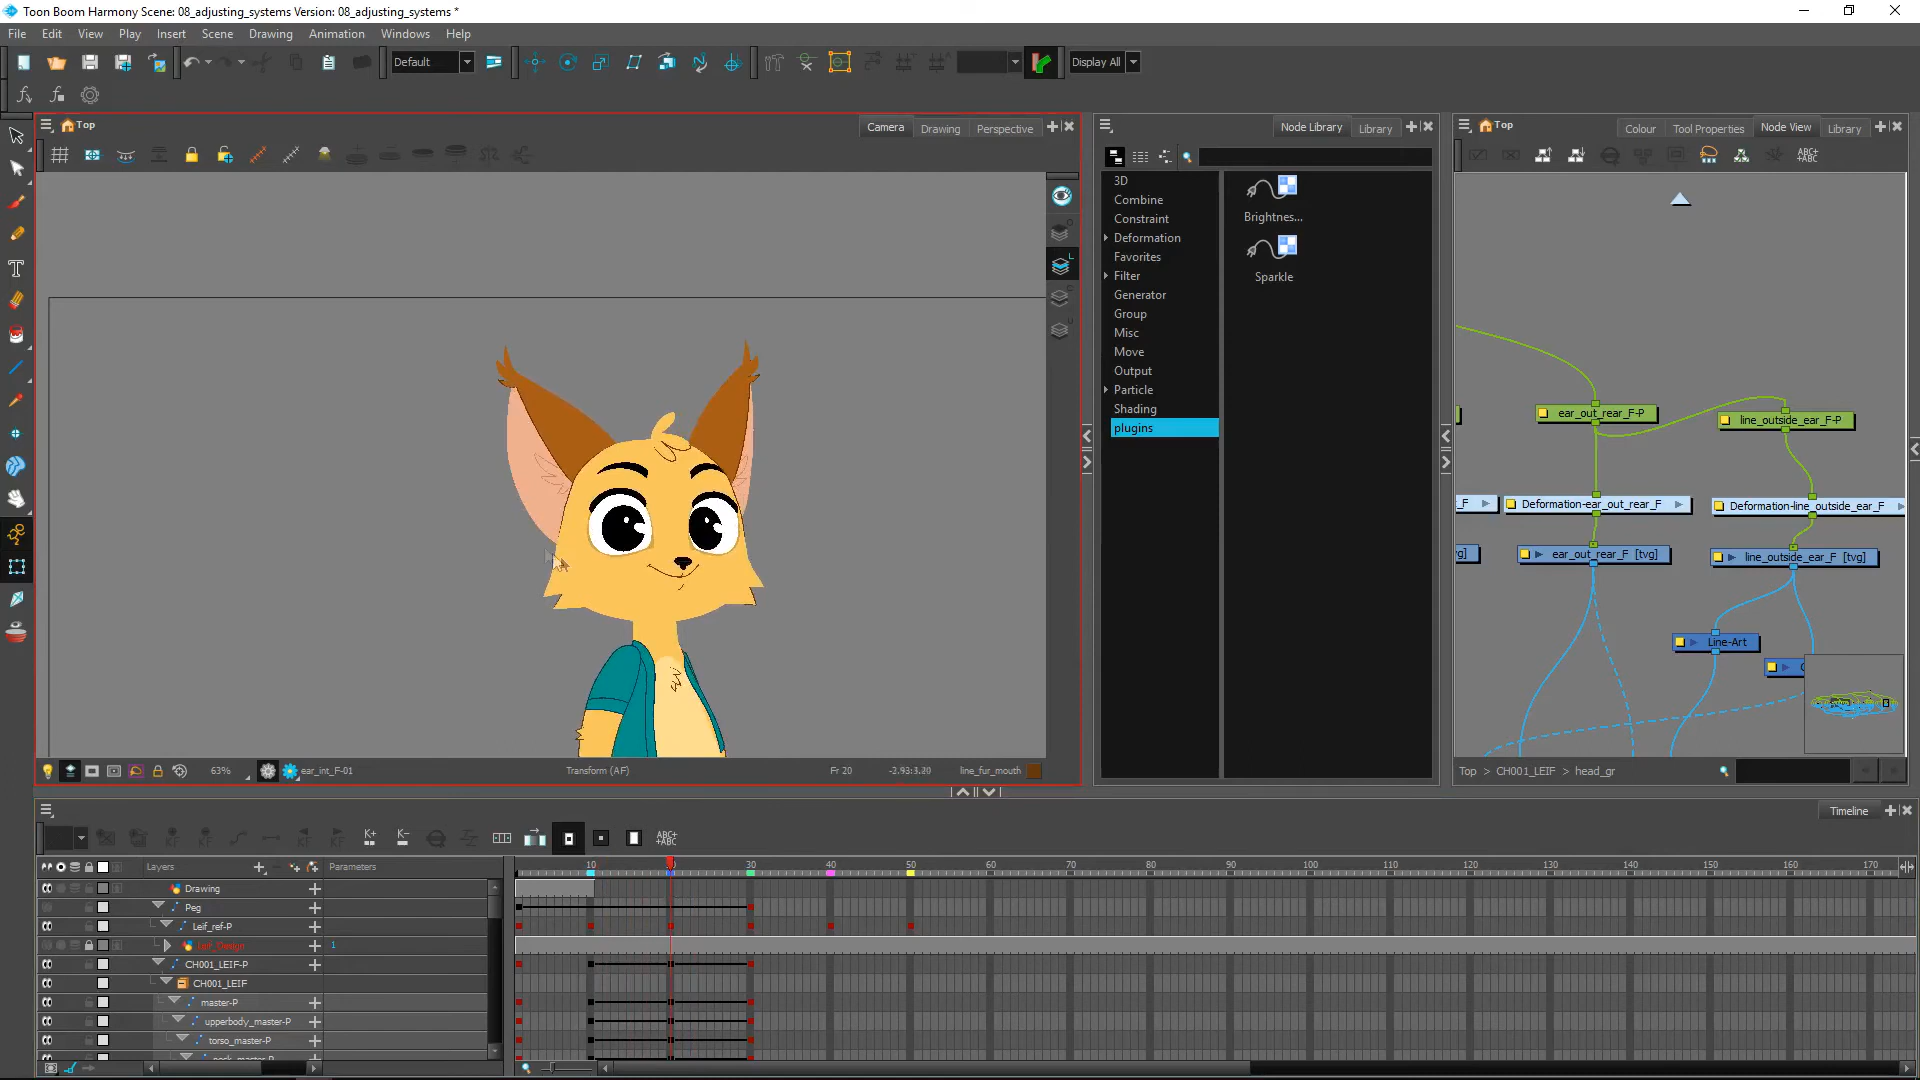 Toon Boom Harmony Scene: 08_adjusting_systems Version: 08_adjusting_systems *
File Edit View Play Insert Scene Drawing Animation Windows Help
Default
Display All
Top
Camera Drawing Perspective
Node Library Library
Top
Colour Tool Properties Node View Library
3D
Combine
Constraint
Deformation
Favorites
Filter
Generator
Group
Misc
Move
Output
Particle
Shading
plugins
Brightnes...
Sparkle
ear_out_rear_F-P
line_outside_ear_F-P
_F
Deformation-ear_out_rear_F
Deformation-line_outside_ear_F
ear_out_rear_F [tvg]
line_outside_ear_F [tvg]
Line-Art
63%
ear_int_F-01
Transform (AF)
Fr 20
-2.93:3.20
line_fur_mouth
Top > CH001_LEIF > head_gr
Timeline
Layers
Parameters
10 30 40 50 60 70 80 90 100 110 120 130 140 150 160 170
Drawing
Peg
Leif_ref-P
Leif_Design 1
CH001_LEIF-P
CH001_LEIF
master-P
upperbody_master-P
torso_master-P
neck_master-P